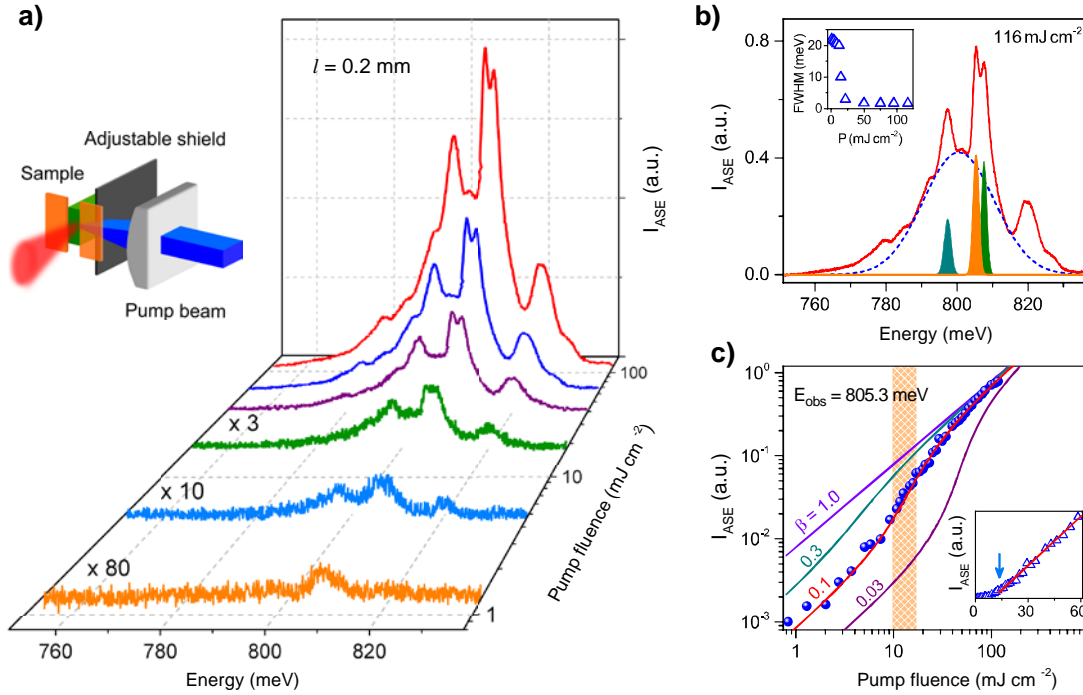 a)
l = 0.2 mm
Adjustable shield
Sample
Pump beam
I_ASE (a.u.)
x 3
x 10
x 80
100
10
1
Pump fluence (mJ cm⁻²)
760 780 800 820
Energy (meV)
b)
116 mJ cm⁻²
0.8
0.4
0.0
I_ASE (a.u.)
20
10
0
FWHM (meV)
0 50 100
P (mJ cm⁻²)
760 780 800 820
Energy (meV)
c)
E_obs = 805.3 meV
10⁰
10⁻¹
10⁻²
10⁻³
I_ASE (a.u.)
β = 1.0
0.3
0.1
0.03
I_ASE (a.u.)
0 15 30 45 60
1 10 100
Pump fluence (mJ cm⁻²)